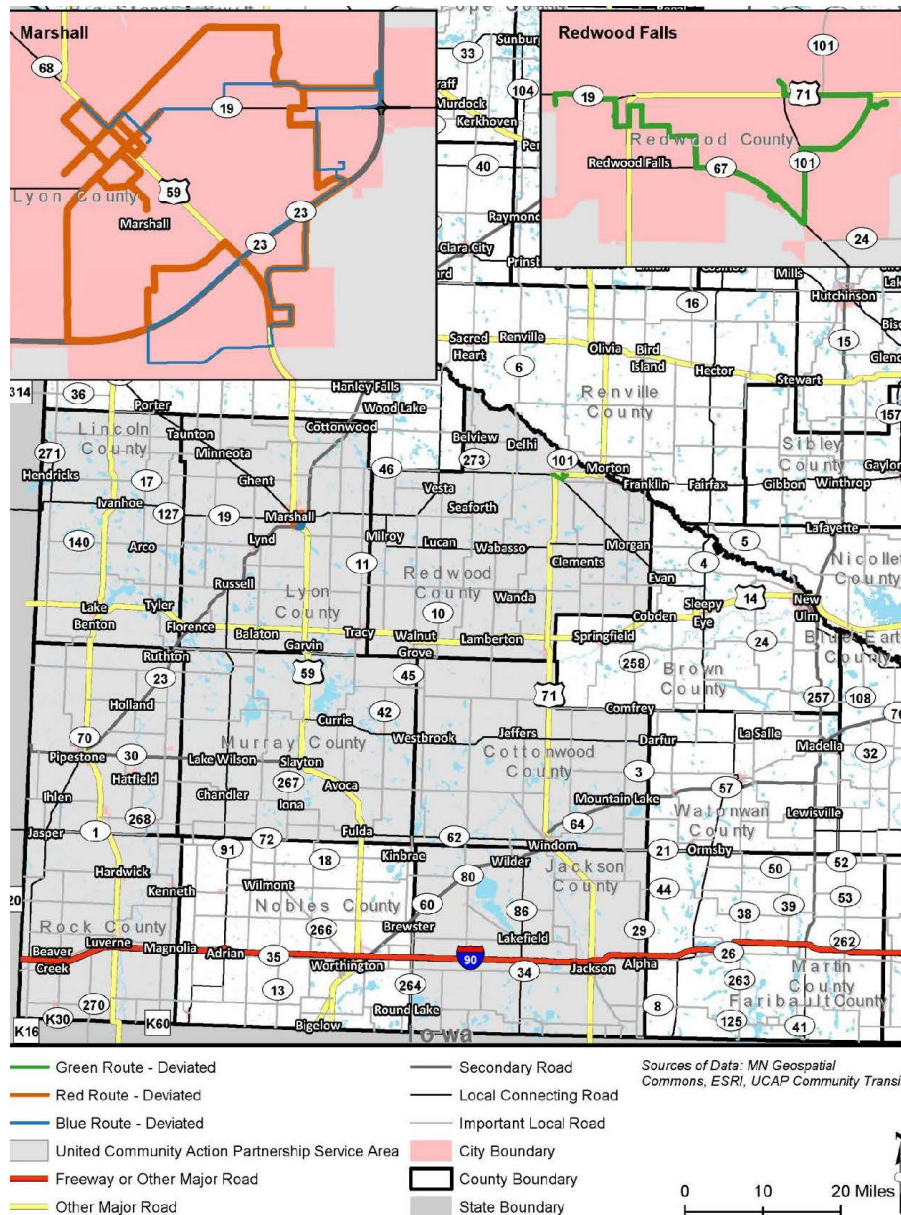 Marshall
68
19
Lyon County
Marshall
59
23
23
Redwood Falls
101
19
71
Redwood County
Redwood Falls
67
101
24
33
104
Murdock
Kerkhoven
40
Clara City
16
Mills
Hutchinson
15
Sacred
Heart
Renville
6
Olivia
Bird
Island
Hector
Stewart
Renville
County
157
314
36
Porter
Hanley Falls
Wood Lake
Cottonwood
Lincoln
County
Taunton
Minneota
271
Hendricks
17
Ghent
Belview
Delhi
273
46
101
Morton
Franklin
Fairfax
Gibbon
Winthrop
Sibley
County
Ivanhoe
127
19
Marshall
Lynd
Vesta
Seaforth
Milroy
Lucan
Wabasso
Morgan
Lafayette
5
4
Nicollet
County
140
Arco
Russell
Lyon
County
11
Redwood
County
Clements
Evan
Wanda
10
Lake
Benton
Tyler
Florence
Balaton
Garvin
Tracy
Walnut
Grove
Lamberton
Springfield
Cobden
Sleepy
Eye
14
New
Ulm
24
Blue Earth
County
Ruthton
23
59
45
258
Brown
County
71
257
108
Holland
Currie
42
Comfrey
La Salle
70
Pipestone
30
Hatfield
Murray County
Lake Wilson
Slayton
Westbrook
Jeffers
Cottonwood
County
Darfur
Madelia
32
267
Chandler
Iona
Avoca
3
Mountain Lake
57
Watonwan
County
Lewisville
Ihlen
268
Jasper
1
91
72
Fulda
62
64
Windom
21
Ormsby
52
Hardwick
18
Kinbrae
Wilder
Jackson
County
50
80
44
53
Kenneth
Wilmont
Nobles County
60
86
38
39
Rock County
266
Brewster
29
Lakefield
262
Beaver
Creek
Luverne
Magnolia
Adrian
35
Worthington
90
34
Jackson
Alpha
26
Martin
County
263
Faribault County
13
264
Round Lake
270
8
125
41
K16
K30
K60
Bigelow
Green Route - Deviated
Red Route - Deviated
Blue Route - Deviated
United Community Action Partnership Service Area
Freeway or Other Major Road
Other Major Road
Secondary Road
Local Connecting Road
Important Local Road
City Boundary
County Boundary
State Boundary
Sources of Data: MN Geospatial
Commons, ESRI, UCAP Community Transi
0 10 20 Miles